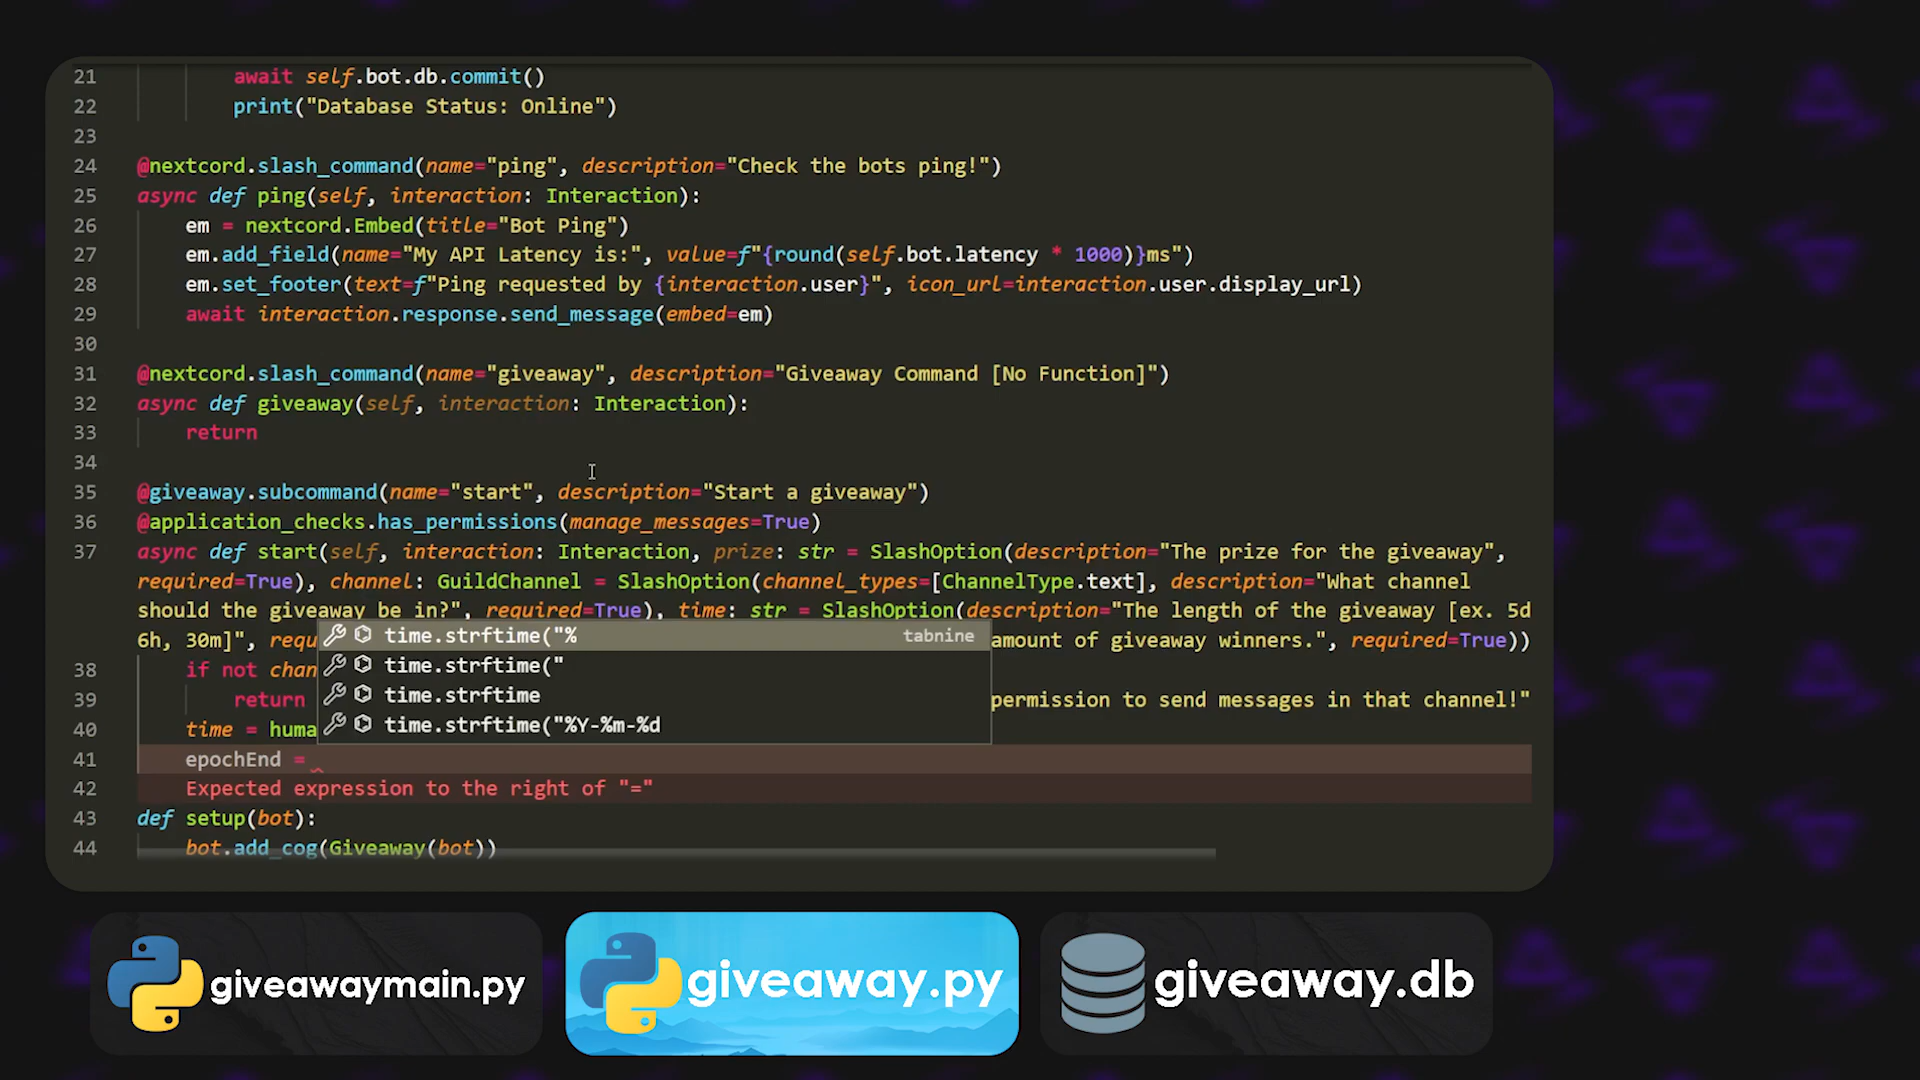 21 await self.bot.db.commit()
22 print("Database Status: Online")
23
24 @nextcord.slash_command(name="ping", description="Check the bots ping!")
25 async def ping(self, interaction: Interaction):
26 em = nextcord.Embed(title="Bot Ping")
27 em.add_field(name="My API Latency is:", value=f"{round(self.bot.latency * 1000)}ms")
28 em.set_footer(text=f"Ping requested by {interaction.user}", icon_url=interaction.user.display_url)
29 await interaction.response.send_message(embed=em)
30
31 @nextcord.slash_command(name="giveaway", description="Giveaway Command [No Function]")
32 async def giveaway(self, interaction: Interaction):
33 return
34
35 @giveaway.subcommand(name="start", description="Start a giveaway")
36 @application_checks.has_permissions(manage_messages=True)
37 async def start(self, interaction: Interaction, prize: str = SlashOption(description="The prize for the giveaway",
required=True), channel: GuildChannel = SlashOption(channel_types=[ChannelType.text], description="What channel
should the giveaway be in?", required=True), time: str = SlashOption(description="The length of the giveaway [ex. 5d
6h, 30m]", requ amount of giveaway winners.", required=True))
time.strftime("% tabnine
time.strftime("
time.strftime
time.strftime("%Y-%m-%d
38 if not chan
39 return permission to send messages in that channel!"
40 time = huma
41 epochEnd =
42 Expected expression to the right of "="
43 def setup(bot):
44 bot.add_cog(Giveaway(bot))
giveawaymain.py
giveaway.py
giveaway.db